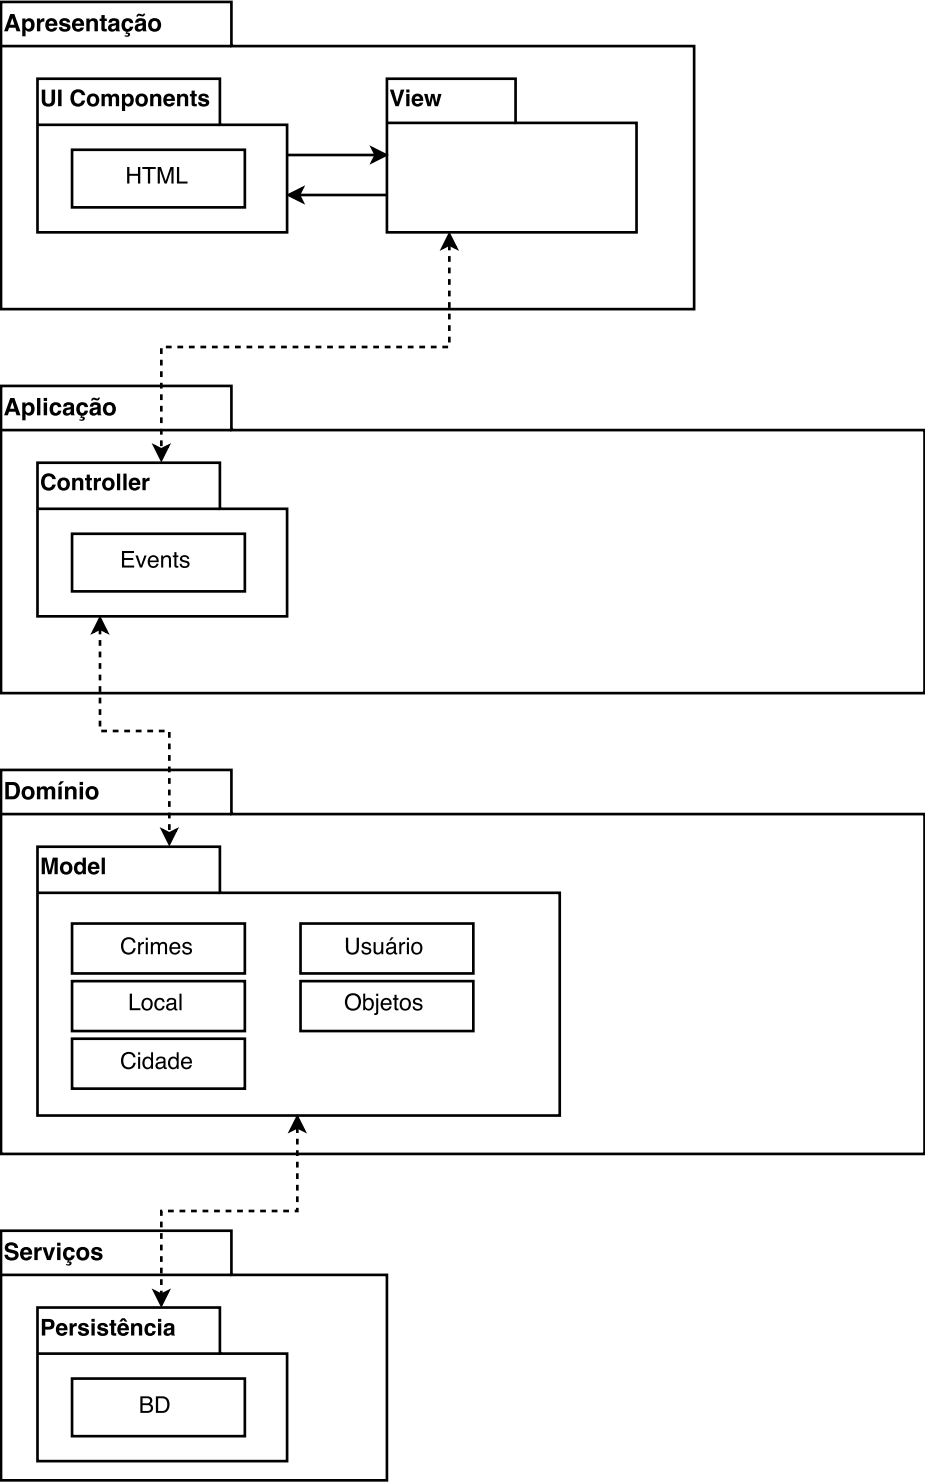 Apresentação
UI Components
View
HTML
Aplicação
Controller
Events
Domínio
Model
Crimes
Usuário
Local
Objetos
Cidade
Serviços
Persistência
BD